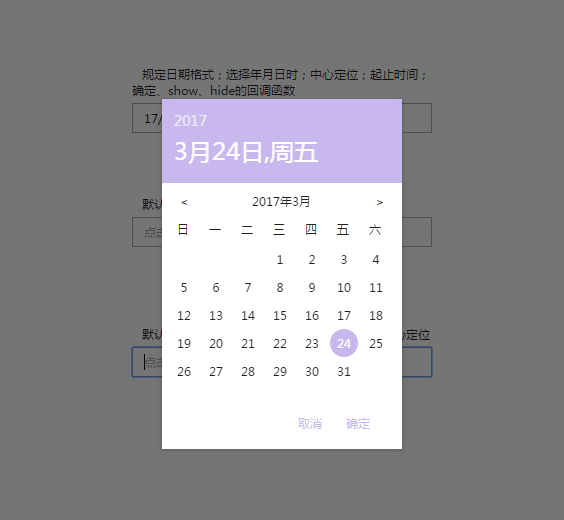 规定日期格式；选择年月日时；中心定位；起止时间；
确定、show、hide的回调函数
17/
2017
3月24日,周五
< 2017年3月 >
日 一 二 三 四 五 六
1 2 3 4
5 6 7 8 9 10 11
12 13 14 15 16 17 18
19 20 21 22 23 24 25
26 27 28 29 30 31
取消 确定
默认
点击
默认 心定位
点击